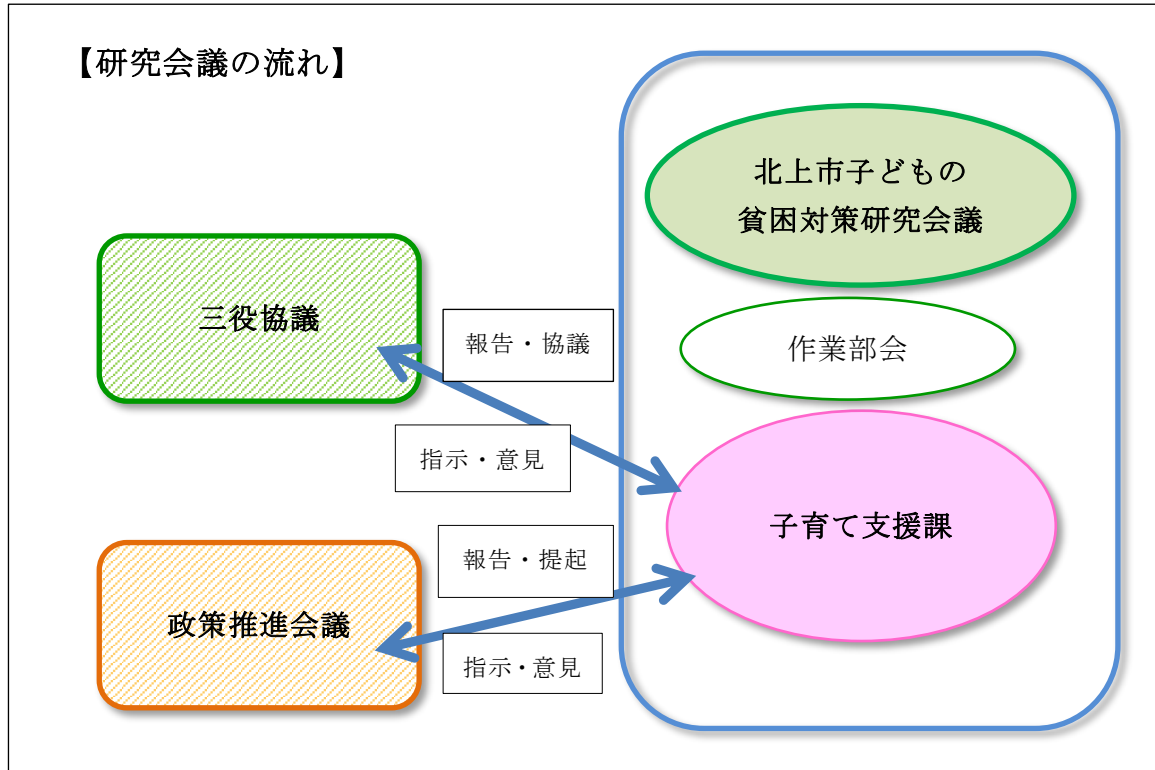 【研究会議の流れ】
北上市子どもの
貧困対策研究会議
三役協議
報告・協議
作業部会
指示・意見
子育て支援課
報告・提起
政策推進会議
指示・意見